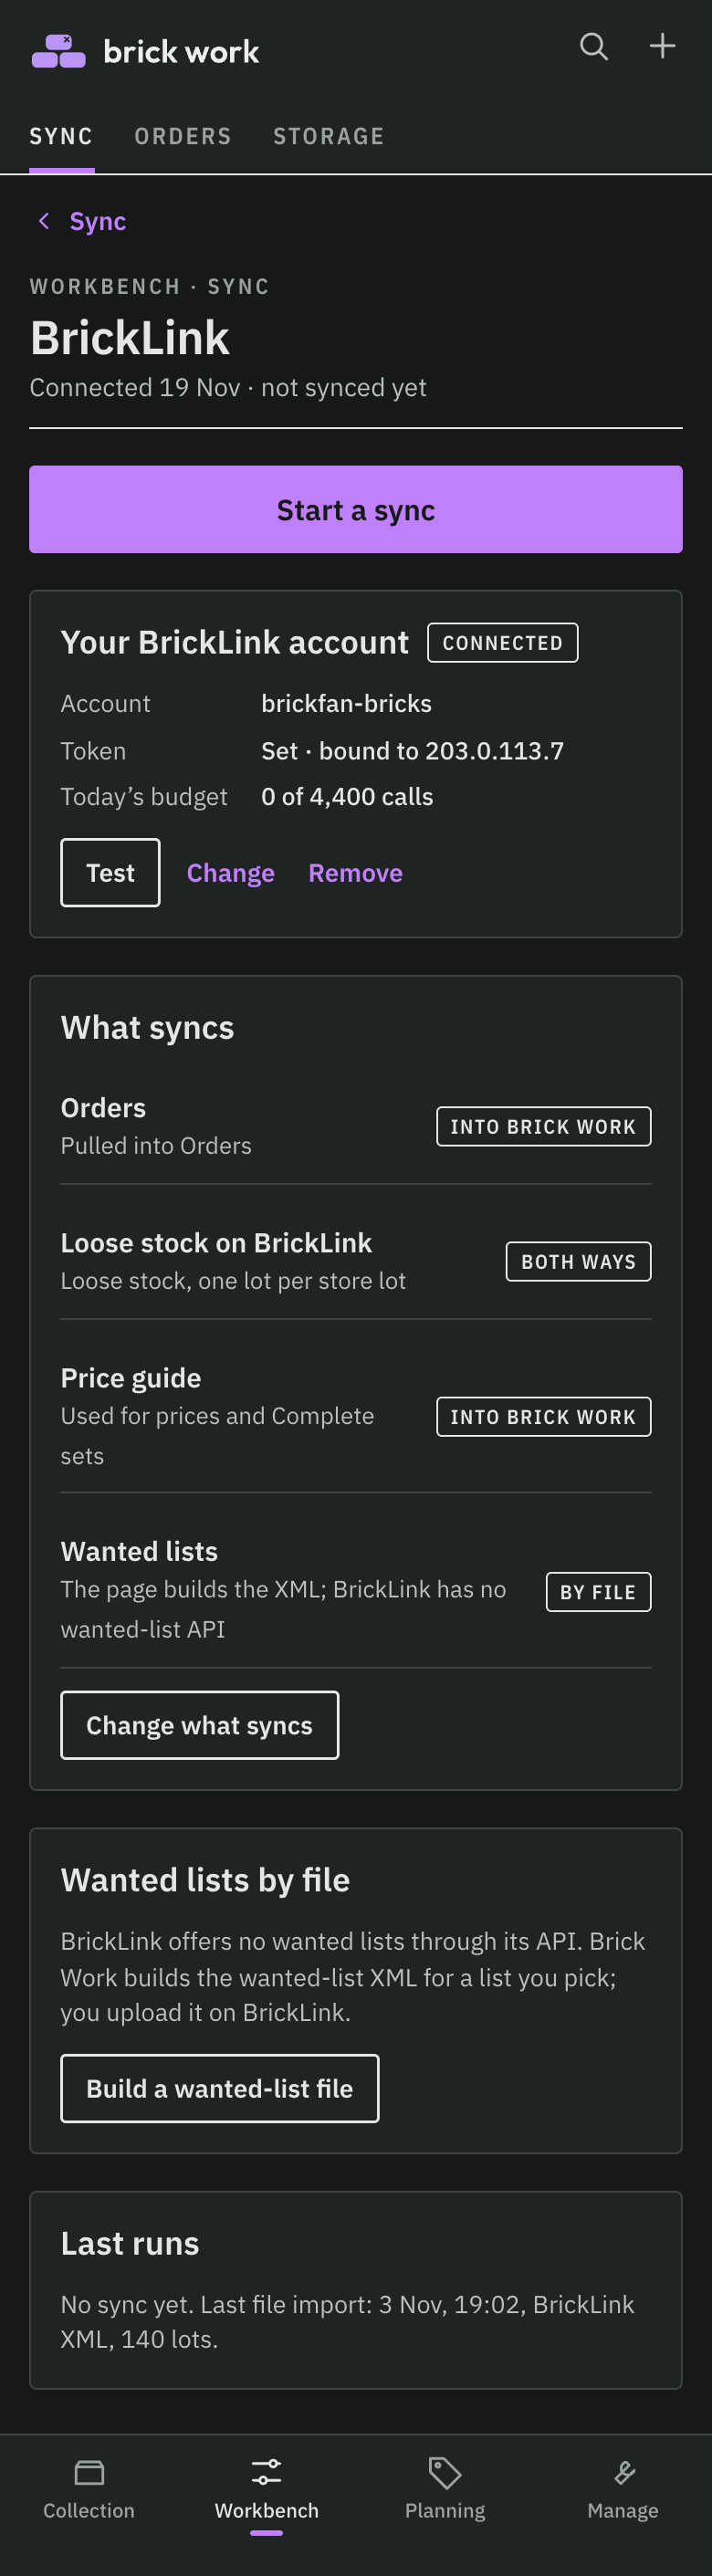 brick work
SYNC ORDERS STORAGE
Sync
WORKBENCH · SYNC
BrickLink
Connected 19 Nov · not synced yet
Start a sync
Your BrickLink account CONNECTED
Account brickfan-bricks
Token Set · bound to 203.0.113.7
Today’s budget 0 of 4,400 calls
Test Change Remove
What syncs
Orders
Pulled into Orders
INTO BRICK WORK
Loose stock on BrickLink
Loose stock, one lot per store lot
BOTH WAYS
Price guide
Used for prices and Complete
sets
INTO BRICK WORK
Wanted lists
The page builds the XML; BrickLink has no
wanted-list API
BY FILE
Change what syncs
Wanted lists by file
BrickLink offers no wanted lists through its API. Brick
Work builds the wanted-list XML for a list you pick;
you upload it on BrickLink.
Build a wanted-list file
Last runs
No sync yet. Last file import: 3 Nov, 19:02, BrickLink
XML, 140 lots.
Collection Workbench Planning Manage